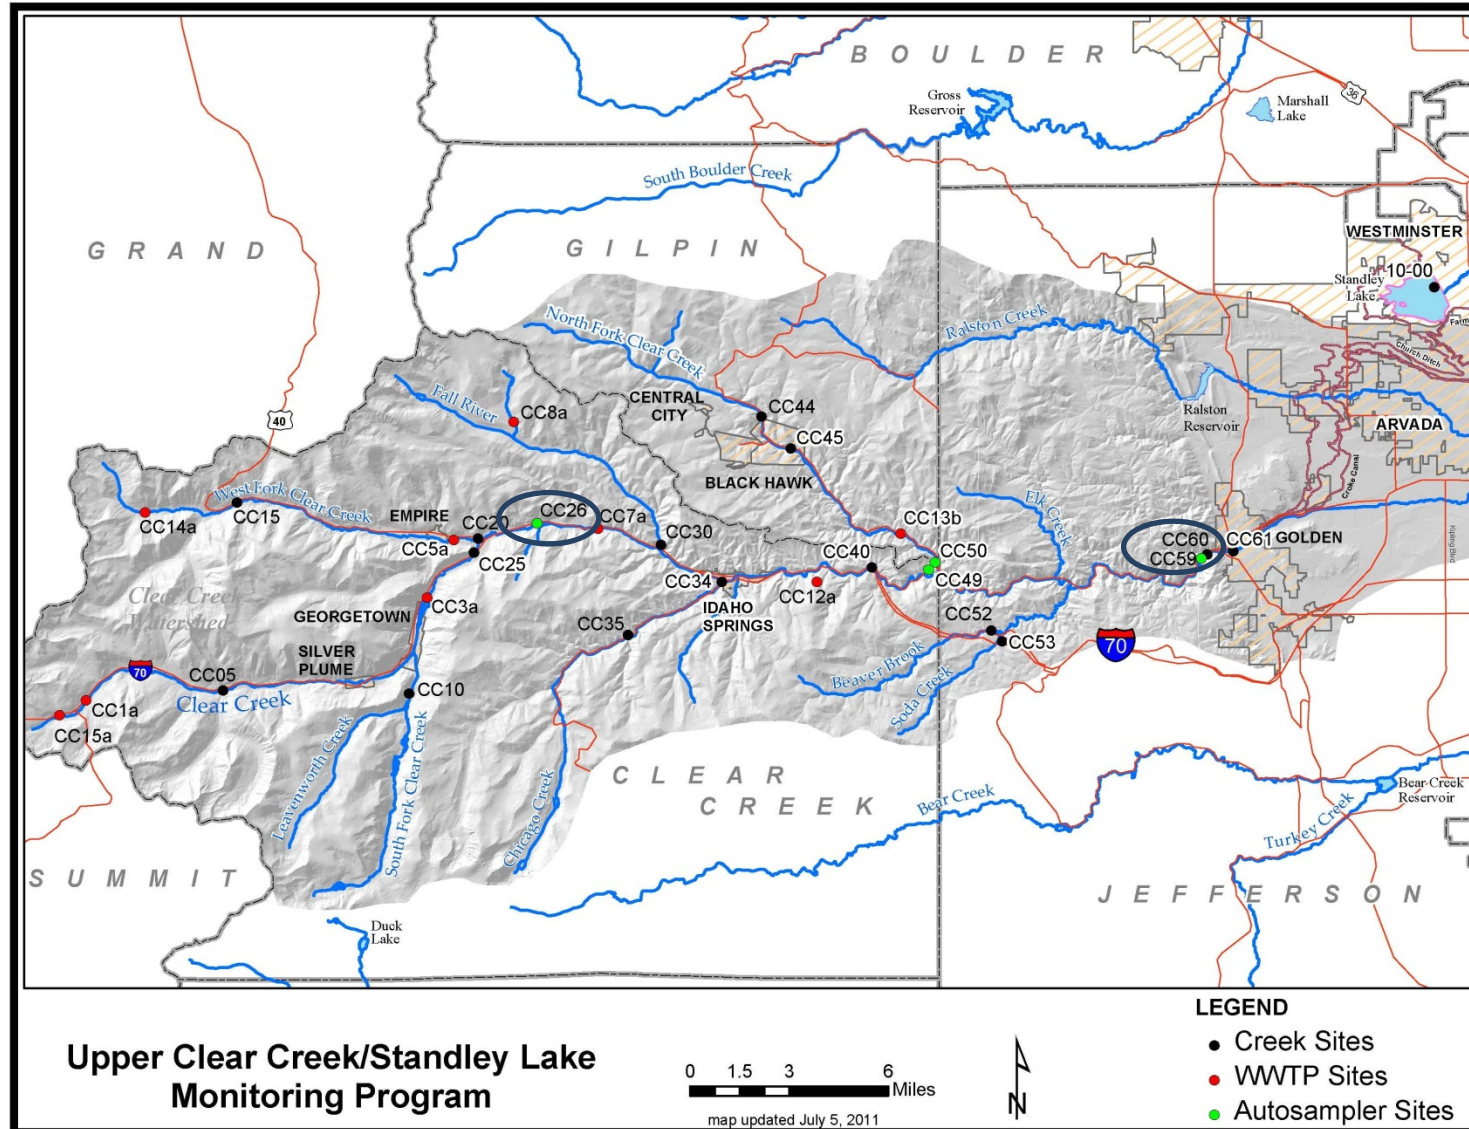 B O U L D E R
Gross
Reservoir
Marshall
Lake
36
South Boulder Creek
G R A N D
G I L P I N
WESTMINSTER
10-00
Standley
Lake
Farm
North Fork Clear Creek
Ralston Creek
Church Ditch
Fall River
CENTRAL
CITY
CC8a
CC44
40
Ralston
Reservoir
ARVADA
CC45
BLACK HAWK
Croke Canal
West Fork Clear Creek
CC15
CC14a
EMPIRE
CC20
CC26
CC7a
CC30
CC5a
CC25
CC13b
Elk Creek
CC60
CC59
CC61
GOLDEN
Kipling Blvd
CC40
CC50
CC49
CC34
CC12a
Clear Creek
Watershed
CC3a
GEORGETOWN
IDAHO
SPRINGS
CC52
CC53
70
CC35
SILVER
PLUME
70
CC05
Clear Creek
CC10
Beaver Brook
Soda Creek
CC1a
CC15a
Leavenworth Creek
South Fork Clear Creek
Chicago Creek
C L E A R
C R E E K
Bear Creek
Bear Creek
Reservoir
Turkey Creek
S U M M I T
J E F F E R S O N
Duck
Lake
LEGEND
Creek Sites
WWTP Sites
Autosampler Sites
Upper Clear Creek/Standley Lake
Monitoring Program
0 1.5 3 6
Miles
map updated July 5, 2011
N